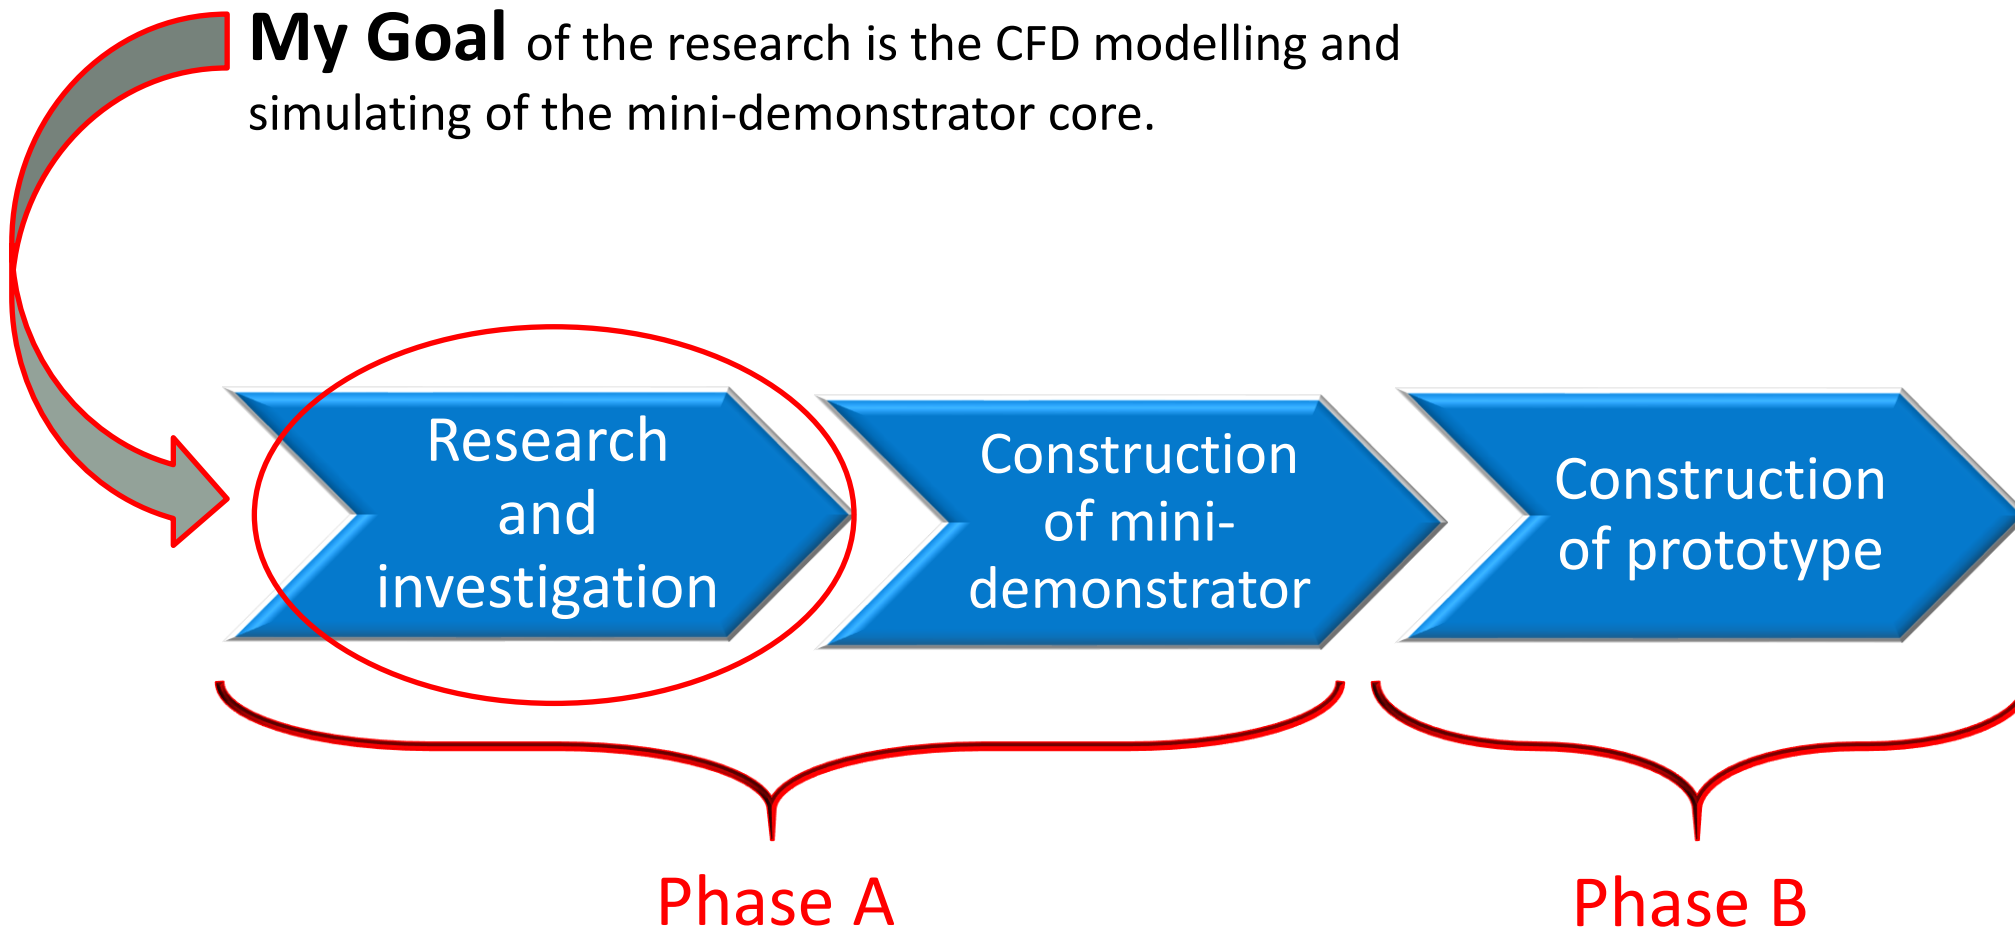 My Goal of the research is the CFD modelling and
simulating of the mini-demonstrator core.
Research
and
investigation
Construction
of mini-
demonstrator
Construction
of prototype
Phase A
Phase B